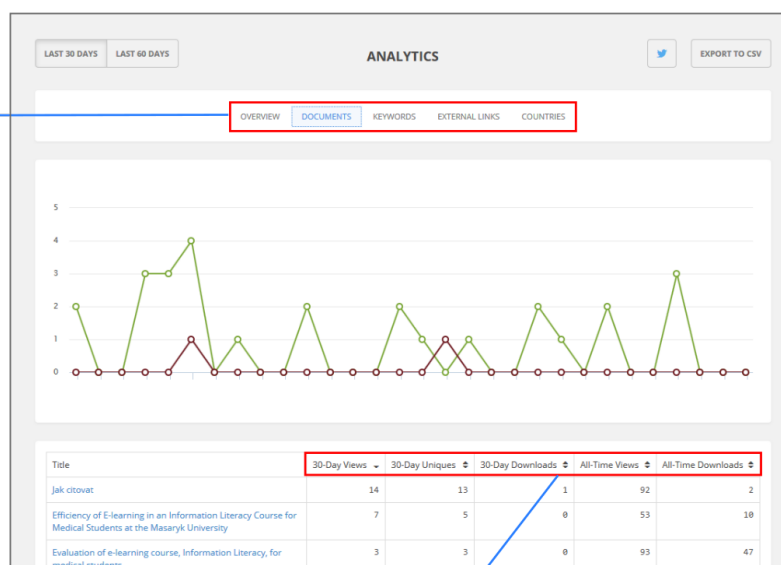 LAST 30 DAYS LAST 60 DAYS ANALYTICS EXPORT TO CSV
OVERVIEW DOCUMENTS KEYWORDS EXTERNAL LINKS COUNTRIES
5
4
3
2
1
0
Title 30-Day Views 30-Day Uniques 30-Day Downloads All-Time Views All-Time Downloads
Jak citovat 14 13 1 92 2
Efficiency of E-learning in an Information Literacy Course for 7 5 0 53 10
Medical Students at the Masaryk University
Evaluation of e-learning course, Information Literacy, for 3 3 0 93 47
medical students